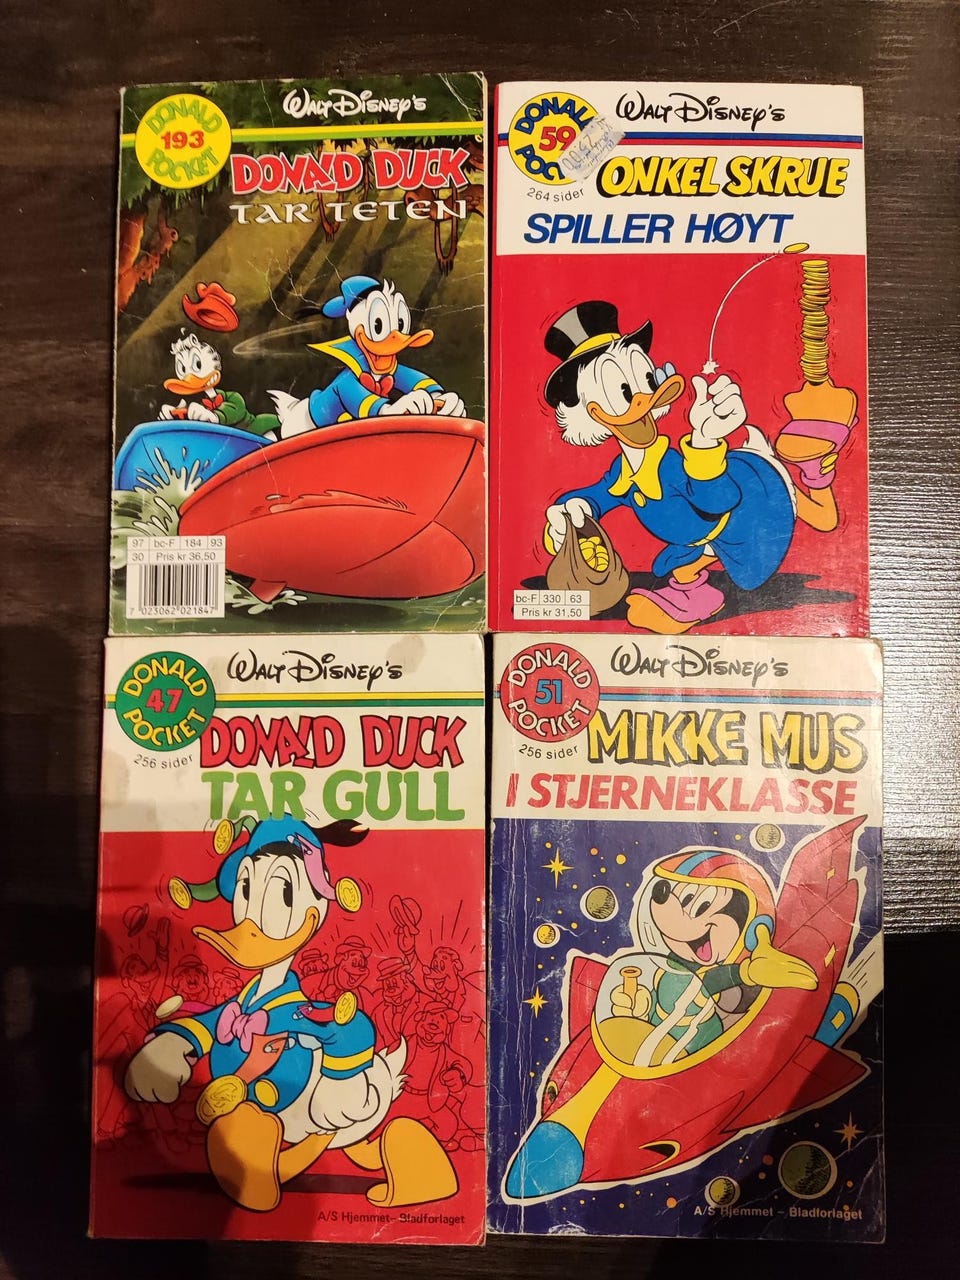 DONALD
193
POCKET
WALT DISNEY'S
DONALD DUCK
TAR TETEN
97 bc-F 184 93
30 Pris kr 36,50
7 023062 021847
DONALD
59
WALT DISNEY'S
264 sider
ONKEL SKRUE
SPILLER HØYT
bc-F 330 63
Pris kr 31,50
DONALD
47
POCKET
WALT DISNEY'S
256 sider
DONALD DUCK
TAR GULL
A/S Hjemmet – Bladforlaget
DONALD
51
POCKET
WALT DISNEY'S
256 sider
MIKKE MUS
I STJERNEKLASSE
A/S Hjemmet – Bladforlaget